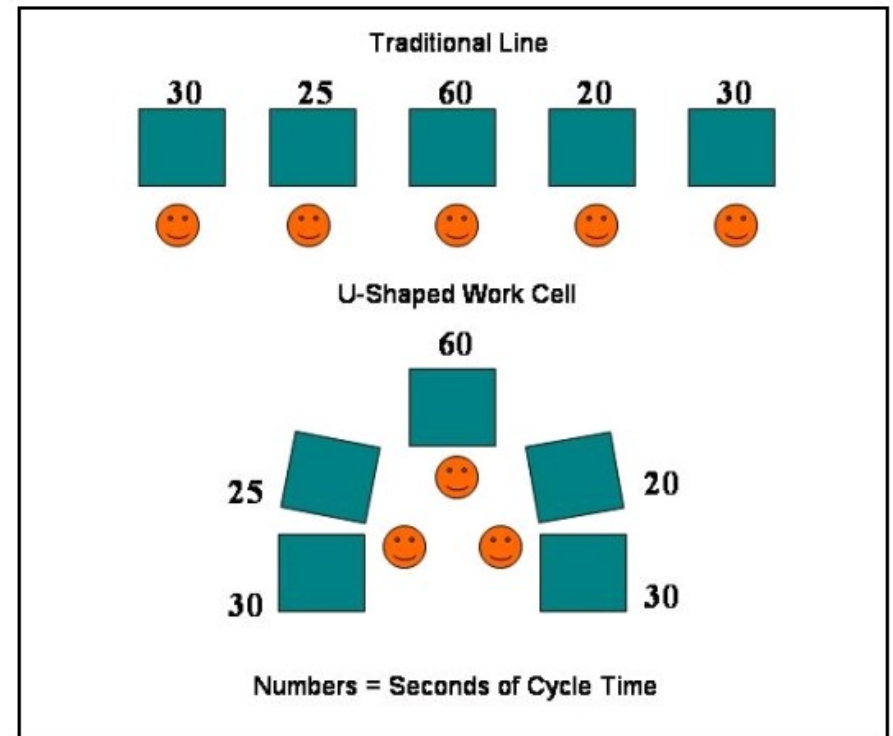 Traditional Line
30 25 60 20 30
U-Shaped Work Cell
60
25 20
30 30
Numbers = Seconds of Cycle Time